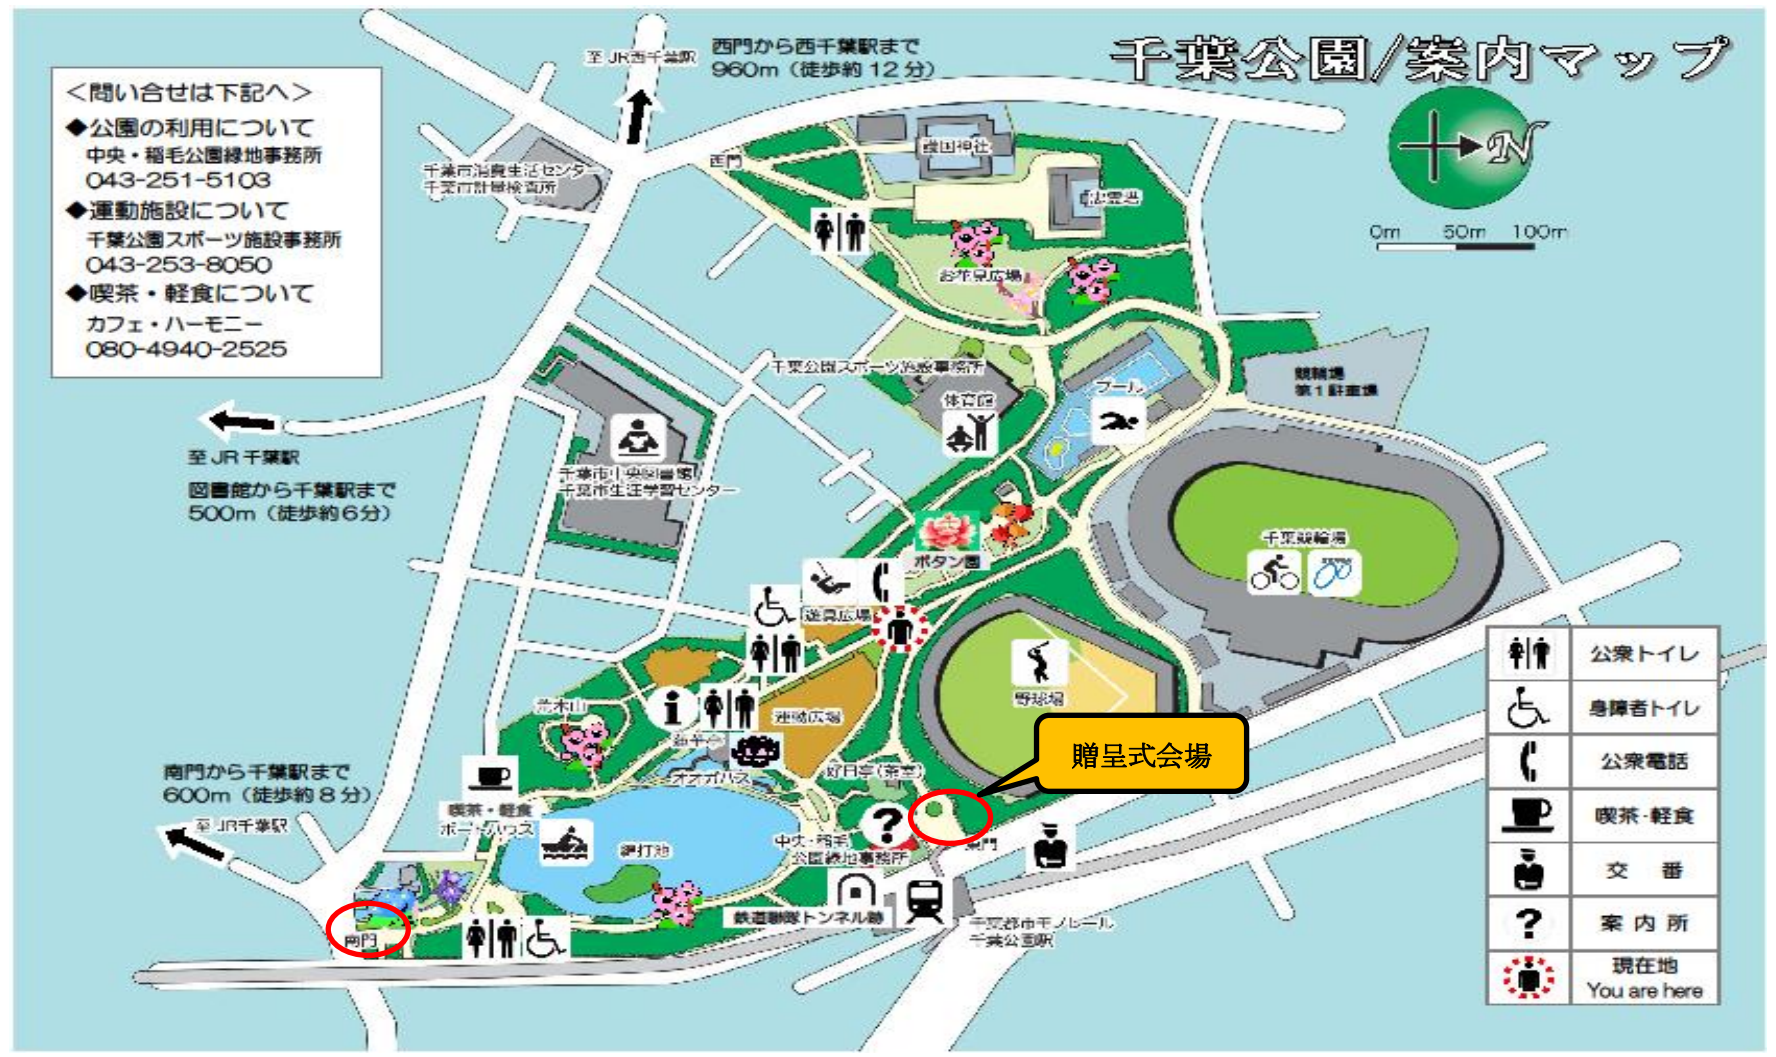 千葉公園/案内マップ
＜問い合せは下記へ＞
◆公園の利用について
中央・稲毛公園緑地事務所
043-251-5103
◆運動施設について
千葉公園スポーツ施設事務所
043-253-8050
◆喫茶・軽食について
カフェ・ハーモニー
080-4940-2525
至 JR西千葉駅
西門から西千葉駅まで
960m（徒歩約12分）
N
0m 50m 100m
千葉市消費生活センター
千葉市計量検査所
西門
護国神社
忠霊塔
お花見広場
千葉公園スポーツ施設事務所
体育館
プール
競輪場
第1駐車場
至 JR 千葉駅
図書館から千葉駅まで
500m（徒歩約6分）
千葉市中央図書館
千葉市生涯学習センター
ボタン園
千葉競輪場
遊具広場
野球場
荒木山
運動広場
贈呈式会場
オオガハス
好日亭（茶室）
南門から千葉駅まで
600m（徒歩約8分）
至 JR千葉駅
喫茶・軽食
ボートハウス
綿打池
中央・稲毛
公園緑地事務所
東門
鉄道聯隊トンネル跡
千葉都市モノレール
千葉公園駅
南門
公衆トイレ
身障者トイレ
公衆電話
喫茶・軽食
交 番
? 案内所
現在地
You are here